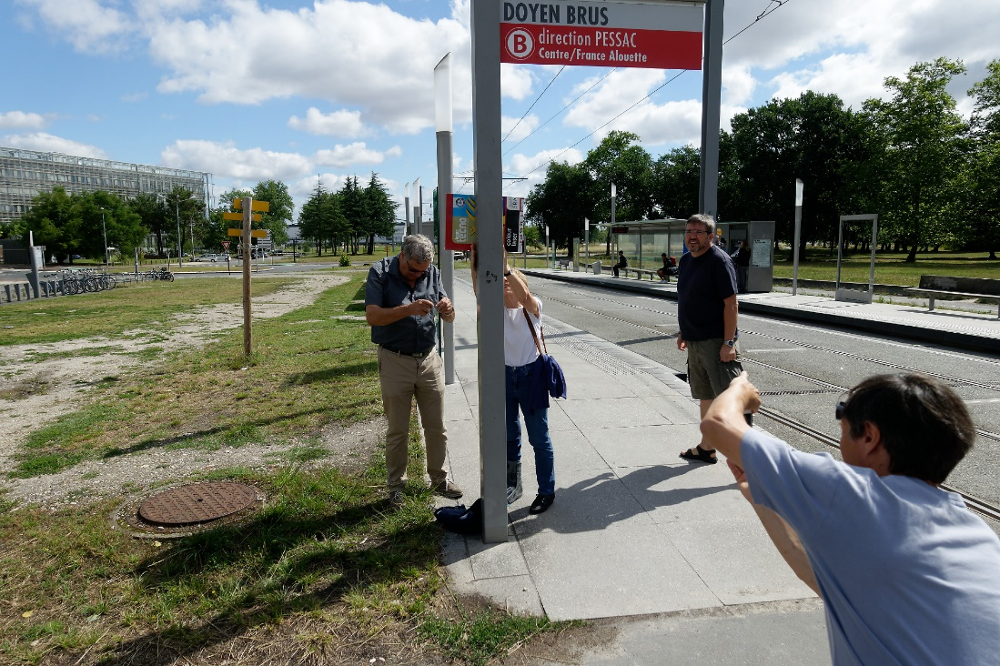 DOYEN BRUS
B direction PESSAC
Centre/France Alouette